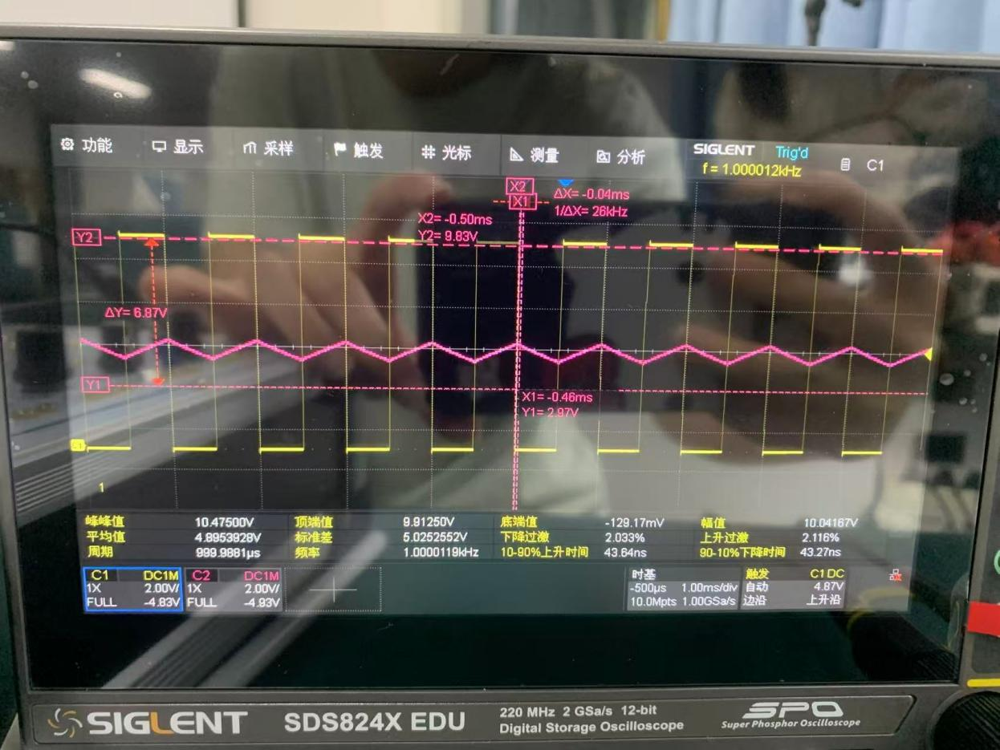 功能 显示 采样 触发 光标 测量 分析 SIGLENT Trig'd C1
f = 1.000012kHz
X2
X1
ΔX= -0.04ms
1/ΔX= 26kHz
X2= -0.50ms
Y2= 9.83V
Y2
ΔY= 6.87V
Y1
X1= -0.46ms
Y1= 2.97V
1
峰峰值 10.47500V 顶端值 9.91250V 底端值 -129.17mV 幅值 10.04167V
平均值 4.8953928V 标准差 5.0252552V 下降过激 2.033% 上升过激 2.116%
周期 999.9881μs 频率 1.0000119kHz 10-90%上升时间 43.64ns 90-10%下降时间 43.27ns
C1 DC1M
1X 2.00V/
FULL -4.83V
C2 DC1M
1X 2.00V/
FULL -4.93V
时基
-500μs 1.00ms/div
10.0Mpts 1.00GSa/s
触发 C1 DC
自动 4.87V
边沿 上升沿
SIGLENT SDS824X EDU
220 MHz 2 GSa/s 12-bit
Digital Storage Oscilloscope
SPO
Super Phosphor Oscilloscope